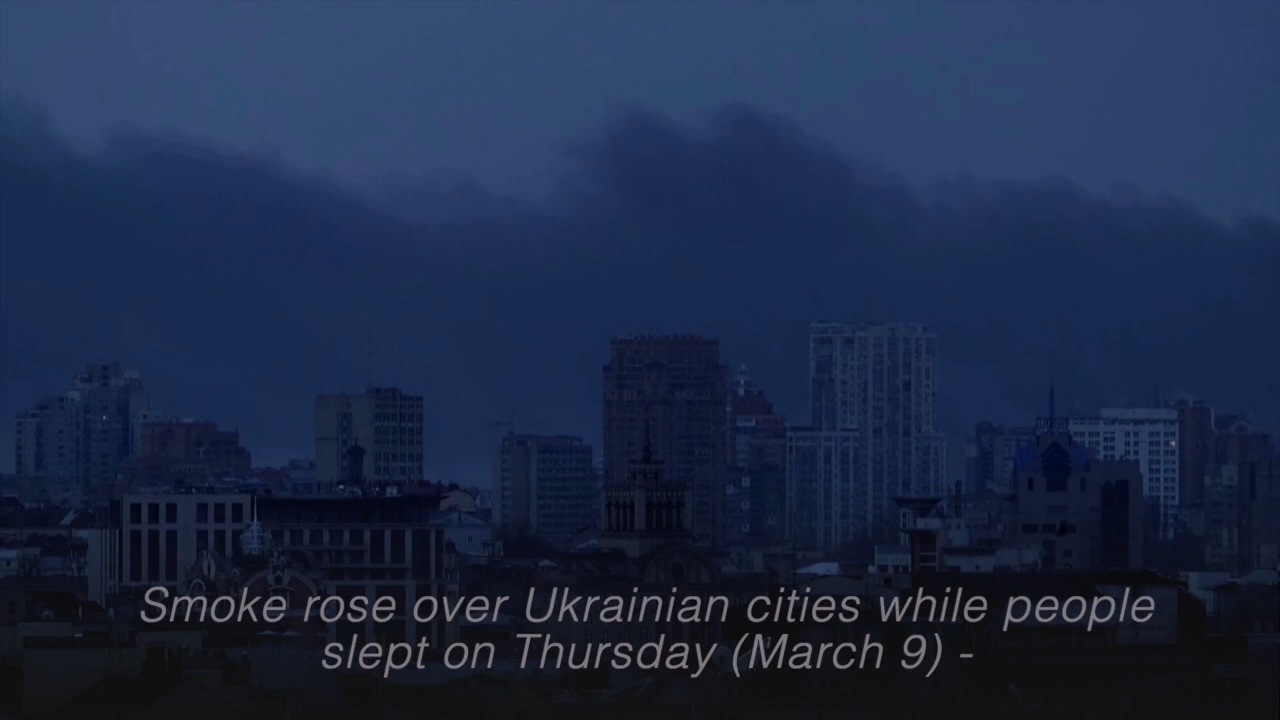 Smoke rose over Ukrainian cities while people
slept on Thursday (March 9) -